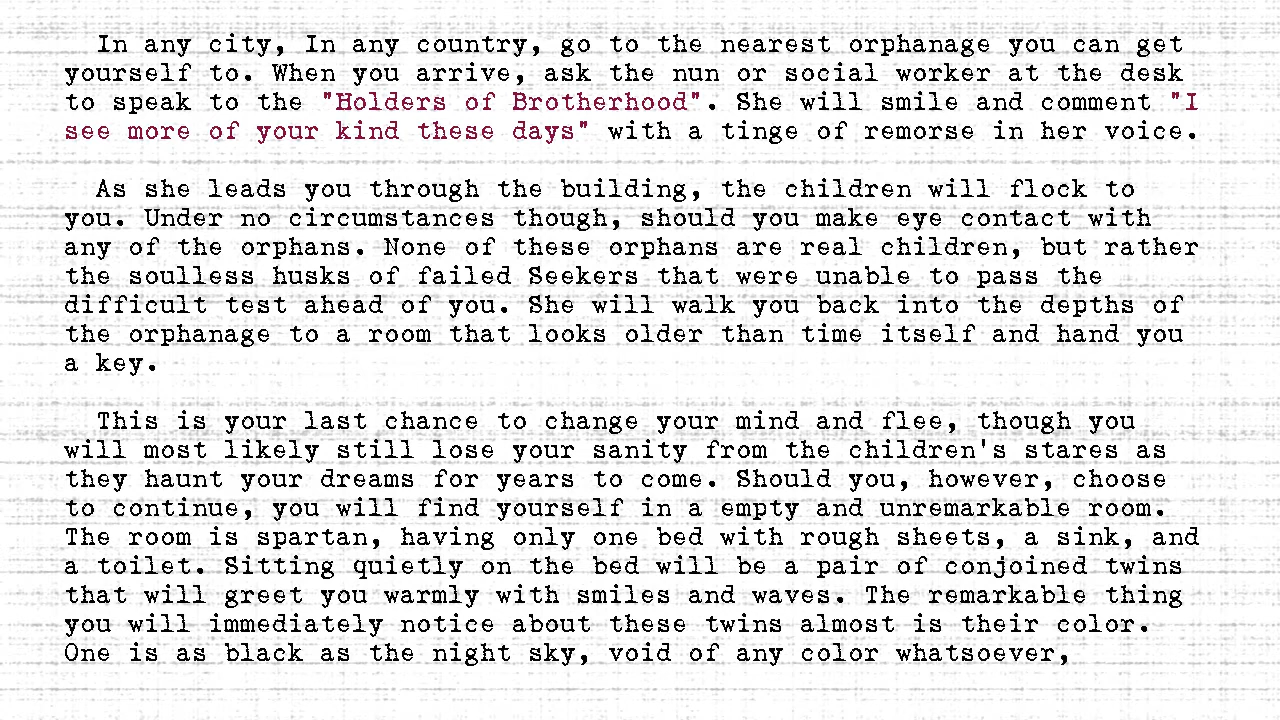 In any city, In any country, go to the nearest orphanage you can get
yourself to. When you arrive, ask the nun or social worker at the desk
to speak to the "Holders of Brotherhood". She will smile and comment "I
see more of your kind these days" with a tinge of remorse in her voice.
As she leads you through the building, the children will flock to
you. Under no circumstances though, should you make eye contact with
any of the orphans. None of these orphans are real children, but rather
the soulless husks of failed Seekers that were unable to pass the
difficult test ahead of you. She will walk you back into the depths of
the orphanage to a room that looks older than time itself and hand you
a key.
This is your last chance to change your mind and flee, though you
will most likely still lose your sanity from the children's stares as
they haunt your dreams for years to come. Should you, however, choose
to continue, you will find yourself in a empty and unremarkable room.
The room is spartan, having only one bed with rough sheets, a sink, and
a toilet. Sitting quietly on the bed will be a pair of conjoined twins
that will greet you warmly with smiles and waves. The remarkable thing
you will immediately notice about these twins almost is their color.
One is as black as the night sky, void of any color whatsoever,